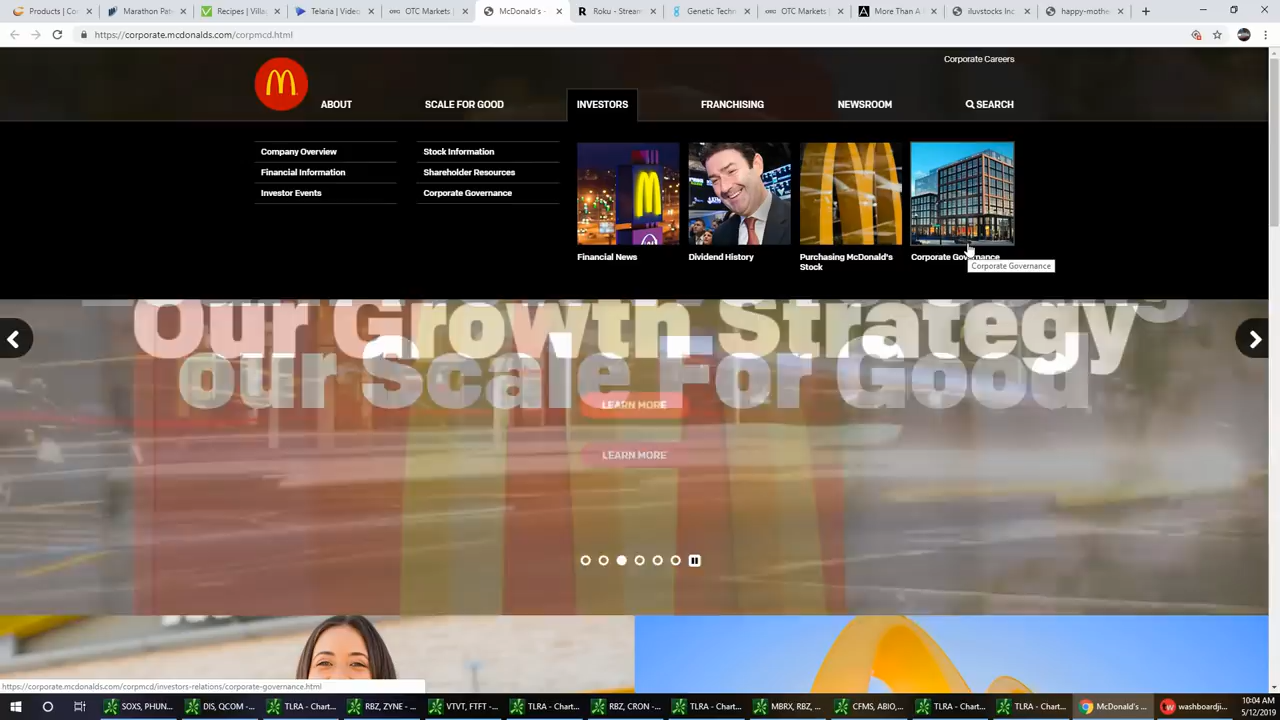 Products | Co
Marathon Pat
Recipes | Villa
Telaria | Video
OTC Markets |
McDonald's -
Roku - Stream
Genetic Techn
OTC Markets |
More Than A
iluvstocks Inc
happy-mothe
https://corporate.mcdonalds.com/corpmcd.html
Corporate Careers
ABOUT
SCALE FOR GOOD
INVESTORS
FRANCHISING
NEWSROOM
SEARCH
Company Overview
Stock Information
Financial Information
Shareholder Resources
Investor Events
Corporate Governance
Financial News
Dividend History
Purchasing McDonald's
Stock
Corporate Governance
Corporate Governance
Our Growth Strategy
our Scale For Good
LEARN MORE
LEARN MORE
https://corporate.mcdonalds.com/corpmcd/investors-relations/corporate-governance.html
SOXS, PHUN...
DIS, QCOM -...
TLRA - Chart...
RBZ, ZYNE -...
VTVT, FTFT -...
TLRA - Chart...
RBZ, CRON -...
TLRA - Chart...
MBRX, RBZ, ...
CFMS, ABIO,...
TLRA - Chart...
TLRA - Chart...
McDonald's ...
washboardji...
10:04 AM
5/12/2019